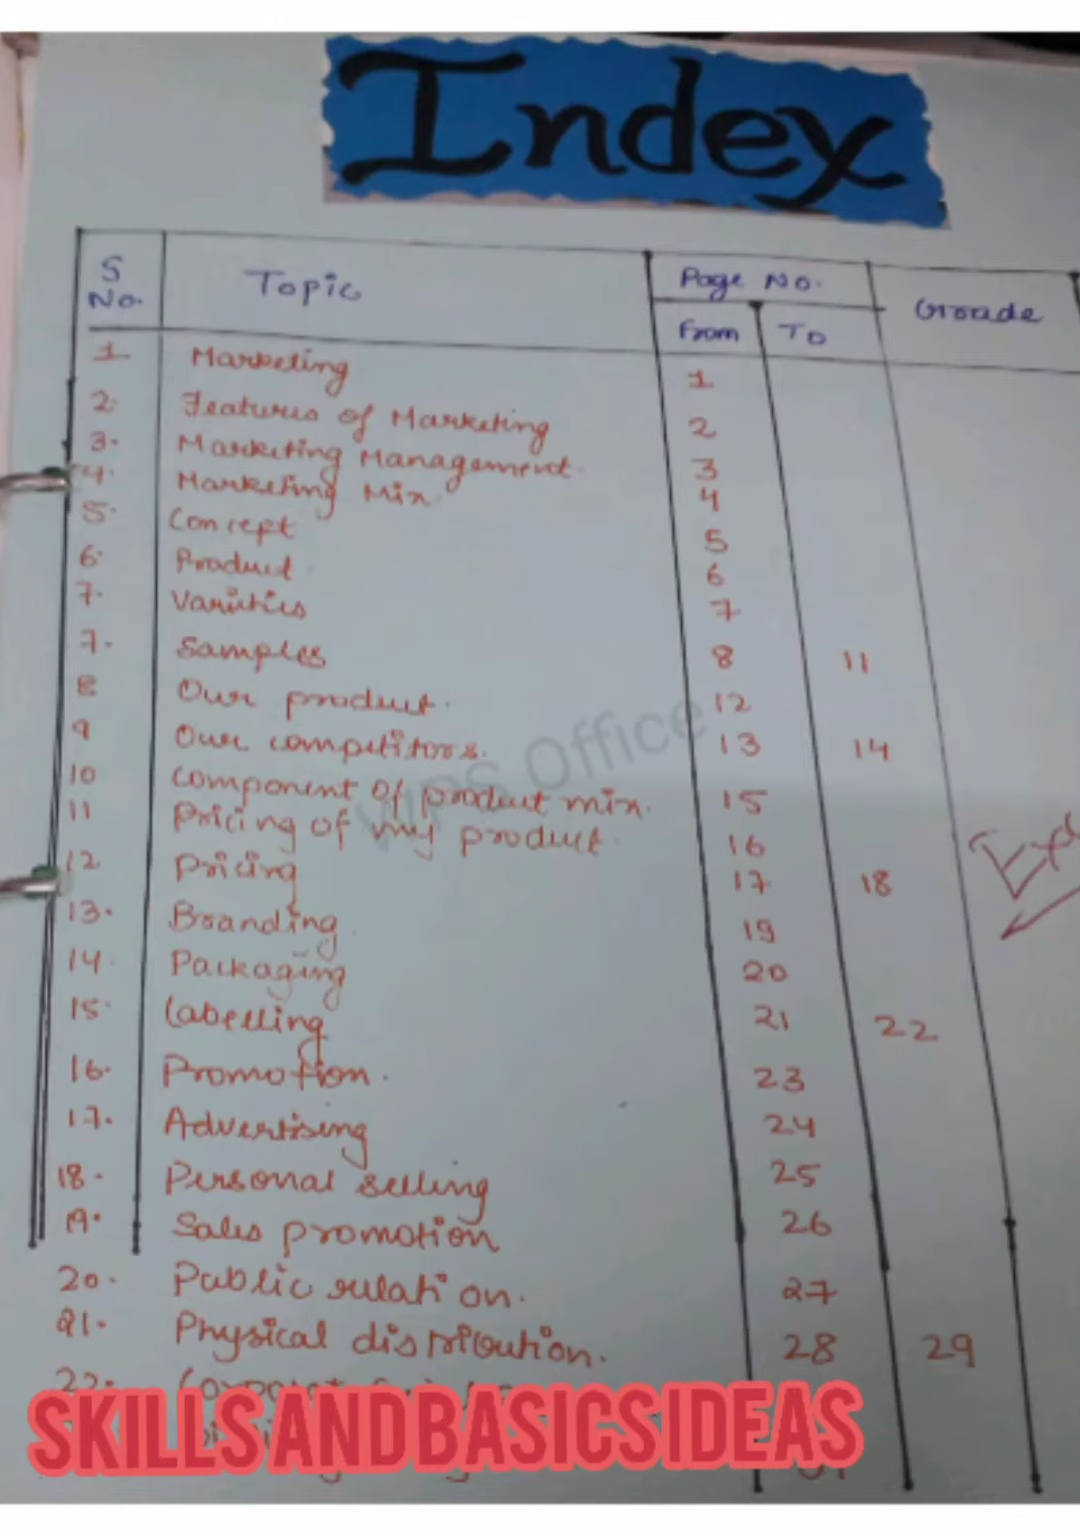 Index
S No. Topic Page No. Grade
From To
1 Marketing 1
2. Features of Marketing 2
3. Marketing Management. 3
4. Marketing Mix. 4
5. Concept 5
6. Product 6
7. Varieties 7
7. Samples 8 11
8 Our product. 12
9 Our competitors. 13 14
10 Component of product mix. 15
11 Pricing of my product. 16
12 Pricing 17 18
13. Branding 19
14. Packaging 20
15. Labelling 21 22
16. Promotion. 23
17. Advertising 24
18. Personal selling 25
19. Sales promotion 26
20. Public relation. 27
21. Physical distribution. 28 29
22.
SKILLS AND BASICS IDEAS
WPS Office